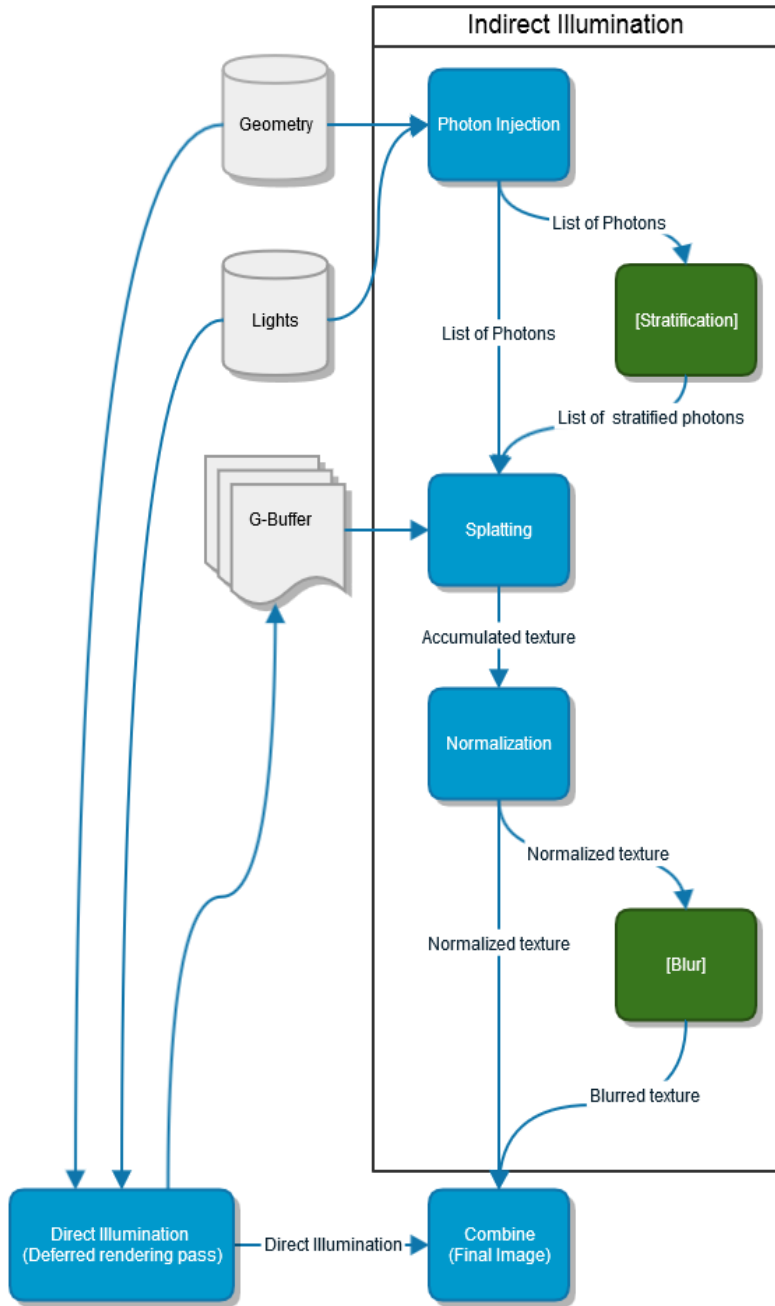 Indirect Illumination
Geometry
Photon Injection
List of Photons
Lights
[Stratification]
List of Photons
List of  stratified photons
G-Buffer
Splatting
Accumulated texture
Normalization
Normalized texture
Normalized texture
[Blur]
Blurred texture
Direct Illumination
(Deferred rendering pass)
Direct Illumination
Combine
(Final Image)